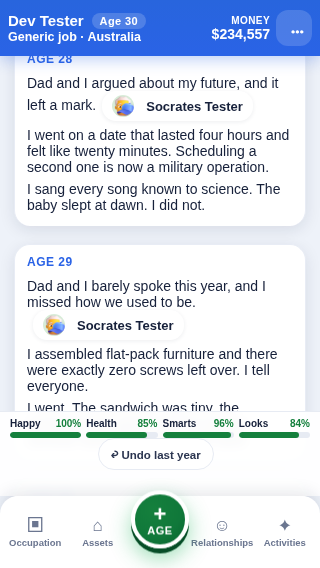 Dev Tester Age 30
Generic job · Australia
MONEY
$234,557
AGE 28
Dad and I argued about my future, and it
left a mark. Socrates Tester
I went on a date that lasted four hours and
felt like twenty minutes. Scheduling a
second one is now a military operation.
I sang every song known to science. The
baby slept at dawn. I did not.
AGE 29
Dad and I barely spoke this year, and I
missed how we used to be.
Socrates Tester
I assembled flat-pack furniture and there
were exactly zero screws left over. I tell
everyone.
I went. The sandwich was tiny, the
Happy 100% Health 85% Smarts 96% Looks 84%
Undo last year
+
AGE
Occupation Assets Relationships Activities